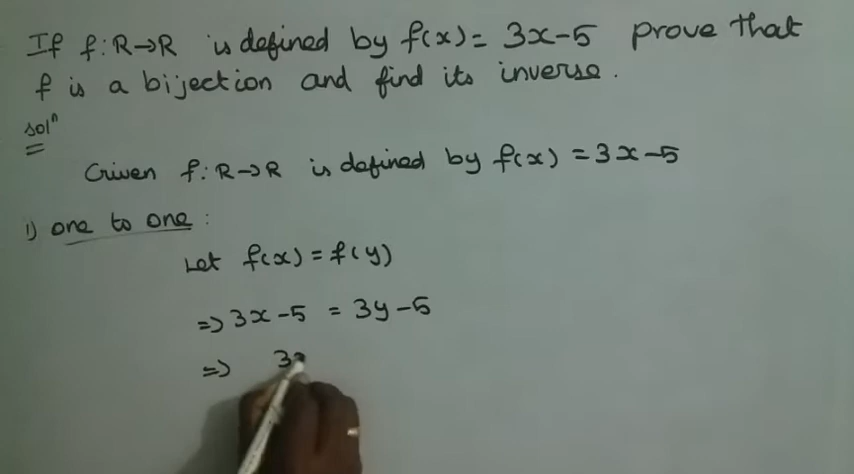 If f:R→R is defined by f(x)= 3x-5 prove that
f is a bijection and find its inverse.
Solⁿ
Given f:R→R is defined by f(x) = 3x-5
1) one to one :
Let f(x) = f(y)
=> 3x-5 = 3y-5
=> 3